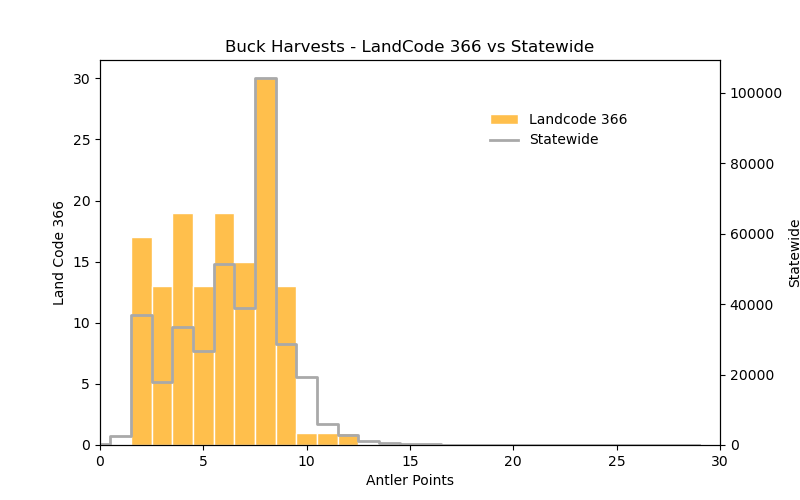 Buck Harvests - LandCode 366 vs Statewide
Landcode 366
Statewide
Land Code 366
30
25
20
15
10
5
0
100000
80000
60000
40000
20000
0
Statewide
0 5 10 15 20 25 30
Antler Points